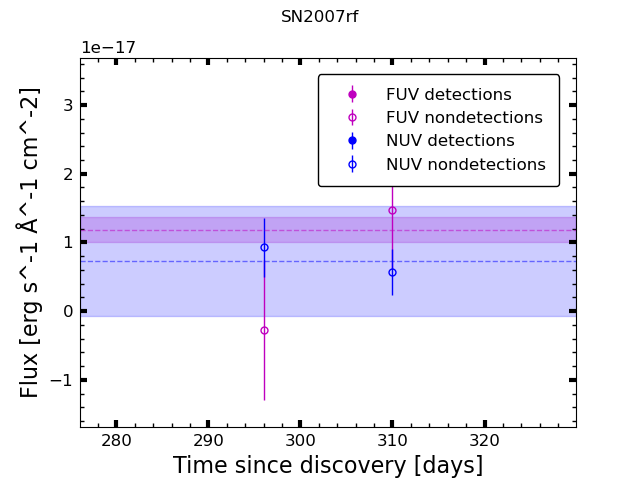 SN2007rf
1e−17
3
2
1
0
−1
Flux [erg s^-1 Å^-1 cm^-2]
FUV detections
FUV nondetections
NUV detections
NUV nondetections
280 290 300 310 320
Time since discovery [days]